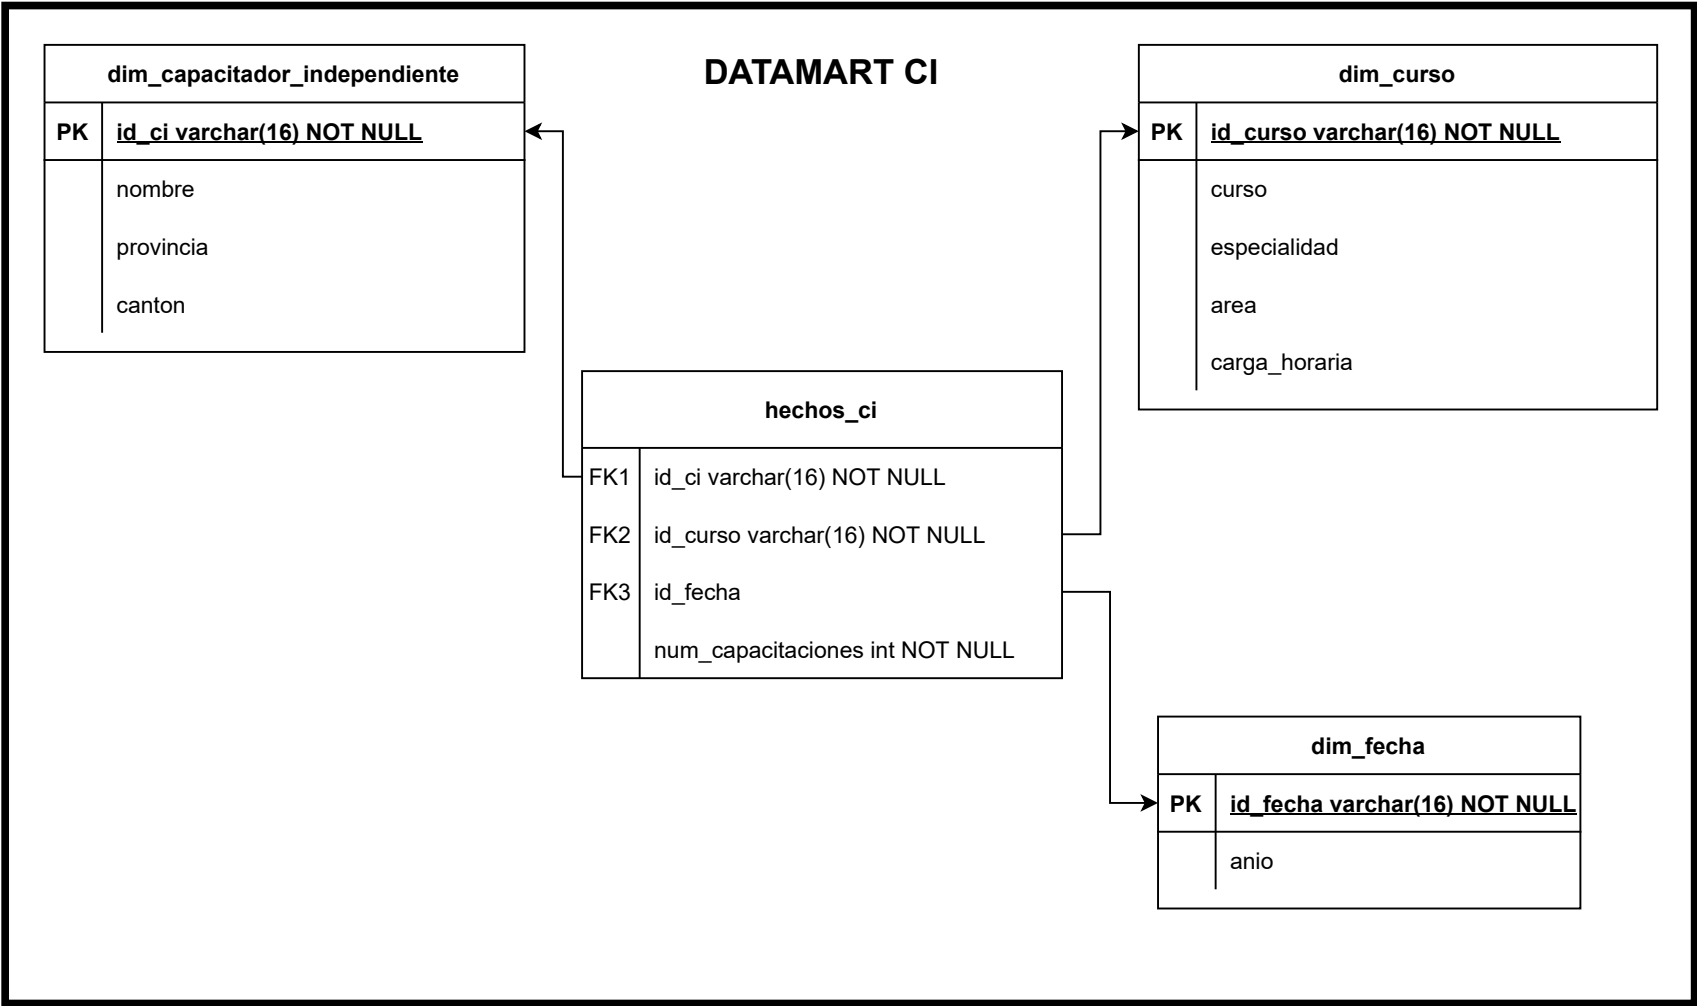 DATAMART CI
dim_capacitador_independiente
PK id_ci varchar(16) NOT NULL
nombre
provincia
canton
dim_curso
PK id_curso varchar(16) NOT NULL
curso
especialidad
area
carga_horaria
hechos_ci
FK1 id_ci varchar(16) NOT NULL
FK2 id_curso varchar(16) NOT NULL
FK3 id_fecha
num_capacitaciones int NOT NULL
dim_fecha
PK id_fecha varchar(16) NOT NULL
anio